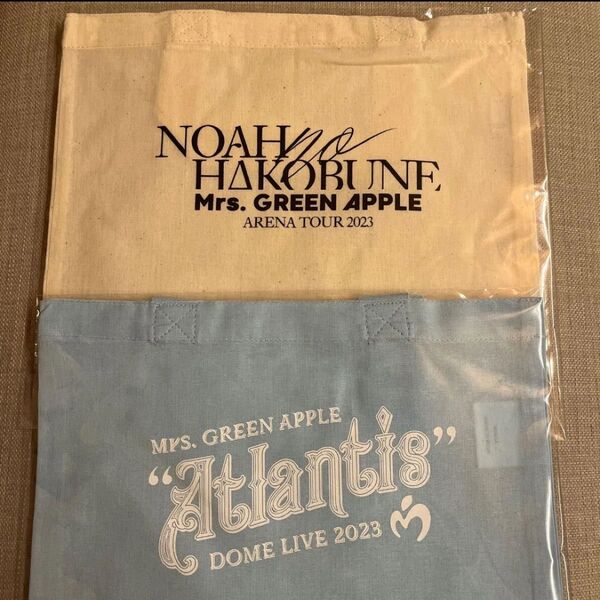 NOAH no
HAKOBUNE
Mrs. GREEN APPLE
ARENA TOUR 2023
Mrs. GREEN APPLE
“Atlantis”
DOME LIVE 2023